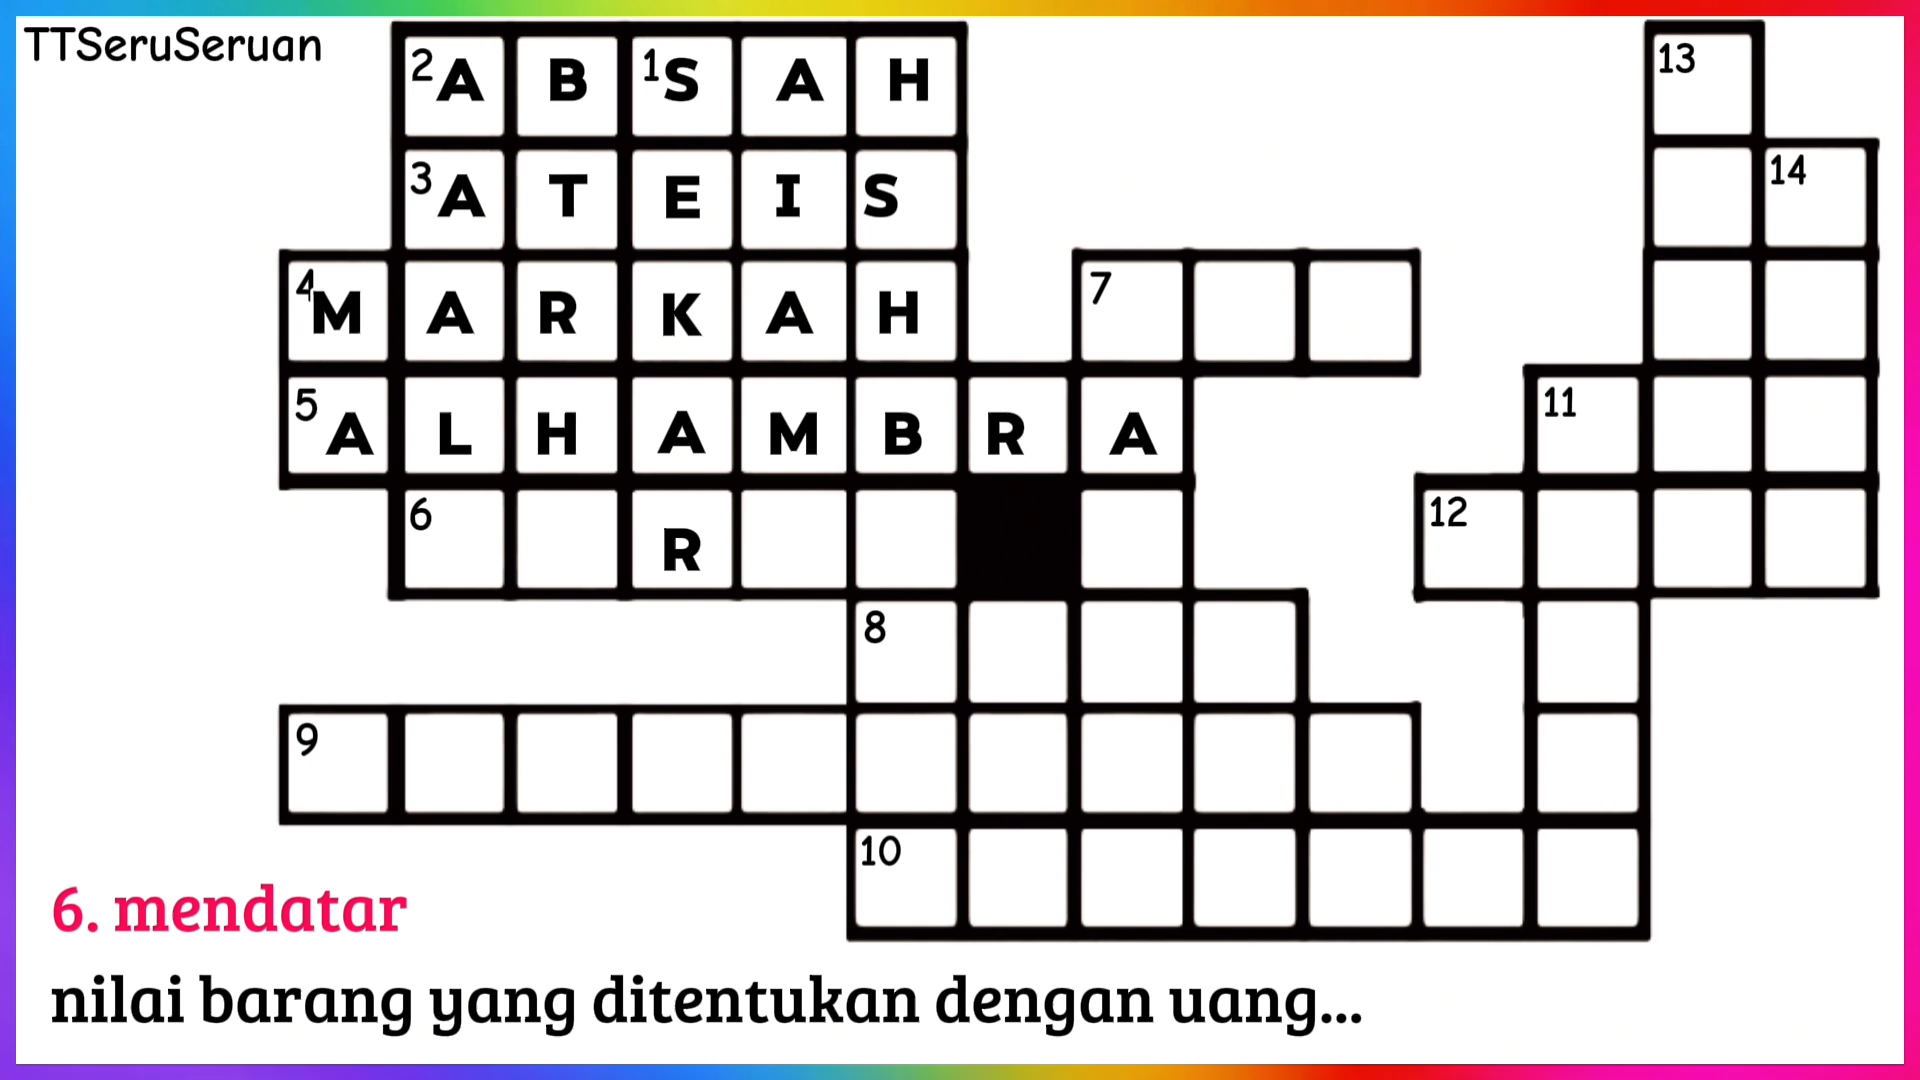 TTSeruSeruan
2A B 1S A H
13
3A T E I S
14
4M A R K A H
7
5A L H A M B R A
11
6 R
12
8
9
10
6. mendatar
nilai barang yang ditentukan dengan uang...